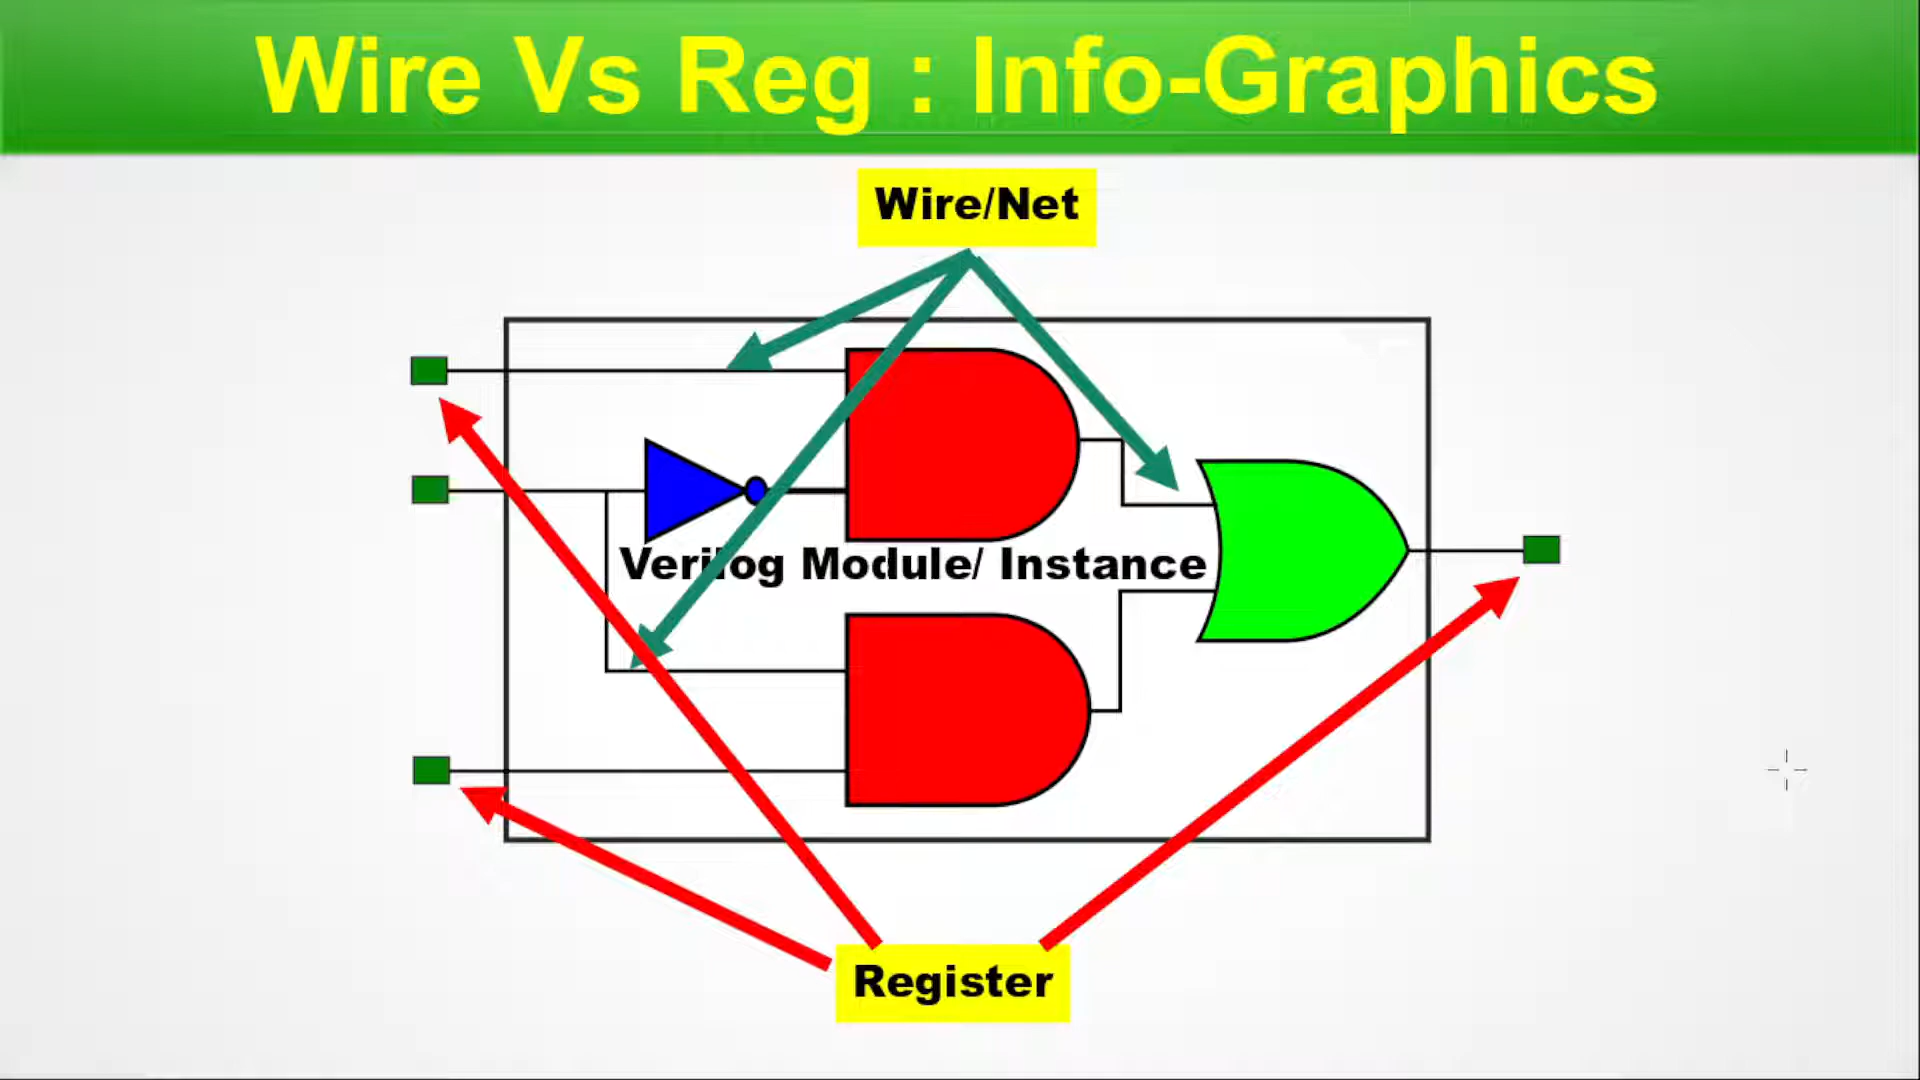 Wire Vs Reg : Info-Graphics
Wire/Net
Verilog Module/ Instance
Register